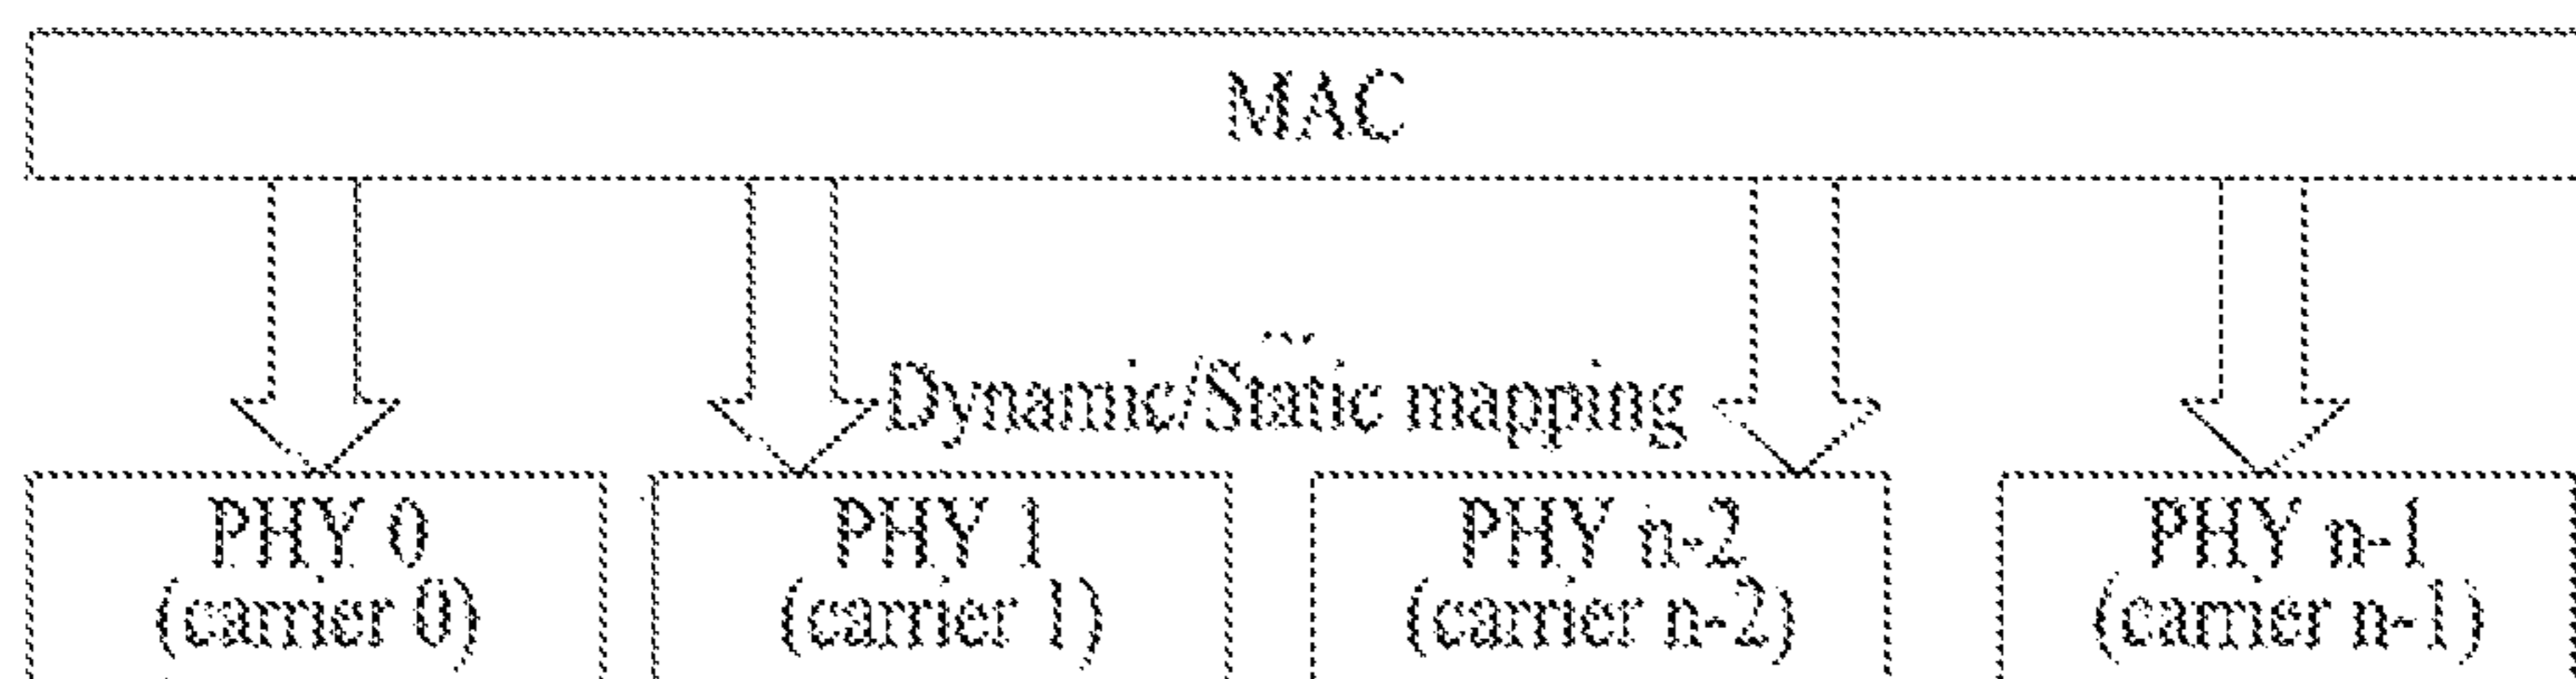 MAC
...
Dynamic/Static mapping
PHY 0
(carrier 0)
PHY 1
(carrier 1)
PHY n-2
(carrier n-2)
PHY n-1
(carrier n-1)